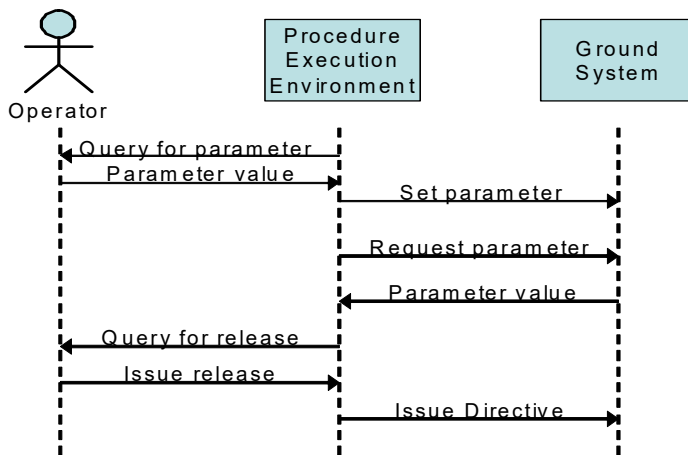 Procedure
Execution
Environment
Ground
System
Operator
Query for parameter
Parameter value
Set parameter
Request parameter
Parameter value
Query for release
Issue release
Issue Directive